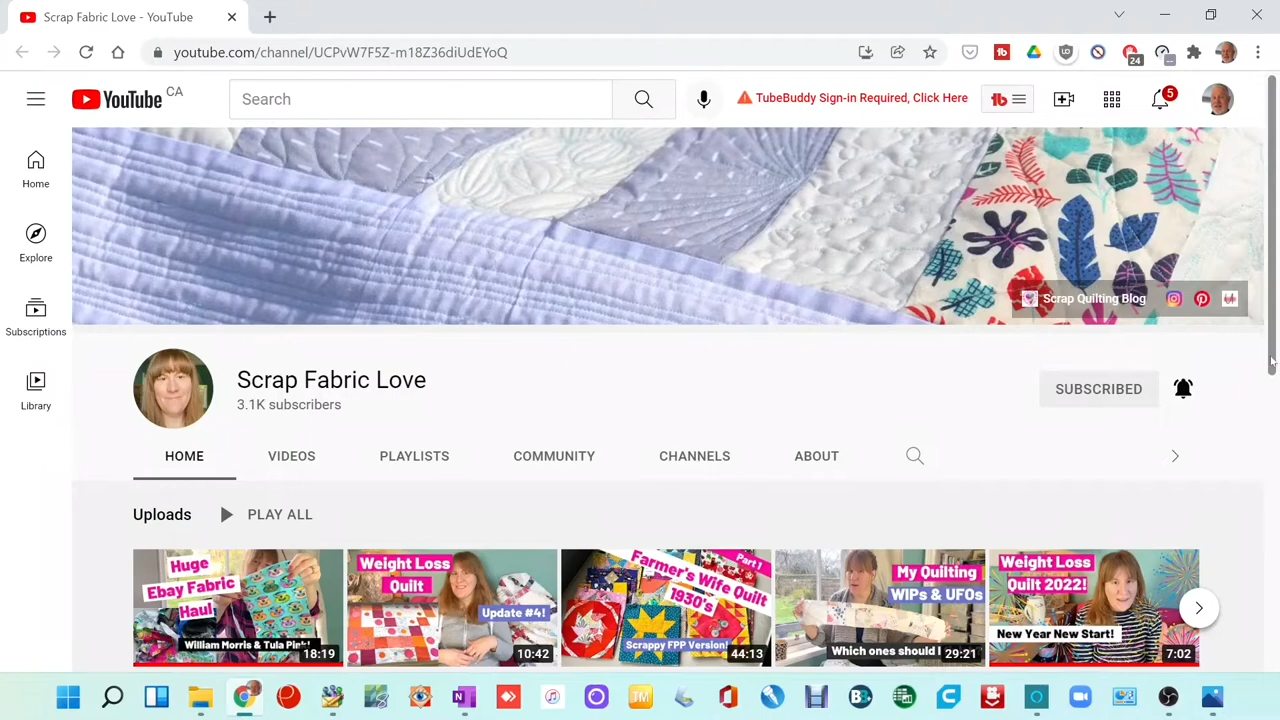 Scrap Fabric Love - YouTube
youtube.com/channel/UCPvW7F5Z-m18Z36diUdEYoQ
24
YouTube CA
Search
TubeBuddy Sign-in Required, Click Here
tb
5
Home
Explore
Subscriptions
Library
Scrap Quilting Blog
Scrap Fabric Love
3.1K subscribers
SUBSCRIBED
HOME VIDEOS PLAYLISTS COMMUNITY CHANNELS ABOUT
Uploads PLAY ALL
Huge
Ebay Fabric
Haul
William Morris & Tula Pink!
18:19
Weight Loss
Quilt
Update #4!
10:42
Part 1
Farmer's Wife Quilt
1930's
Scrappy FPP Version!
44:13
My Quilting
WIPs & UFOs
Which ones should I
29:21
Weight Loss
Quilt 2022!
New Year New Start!
7:02